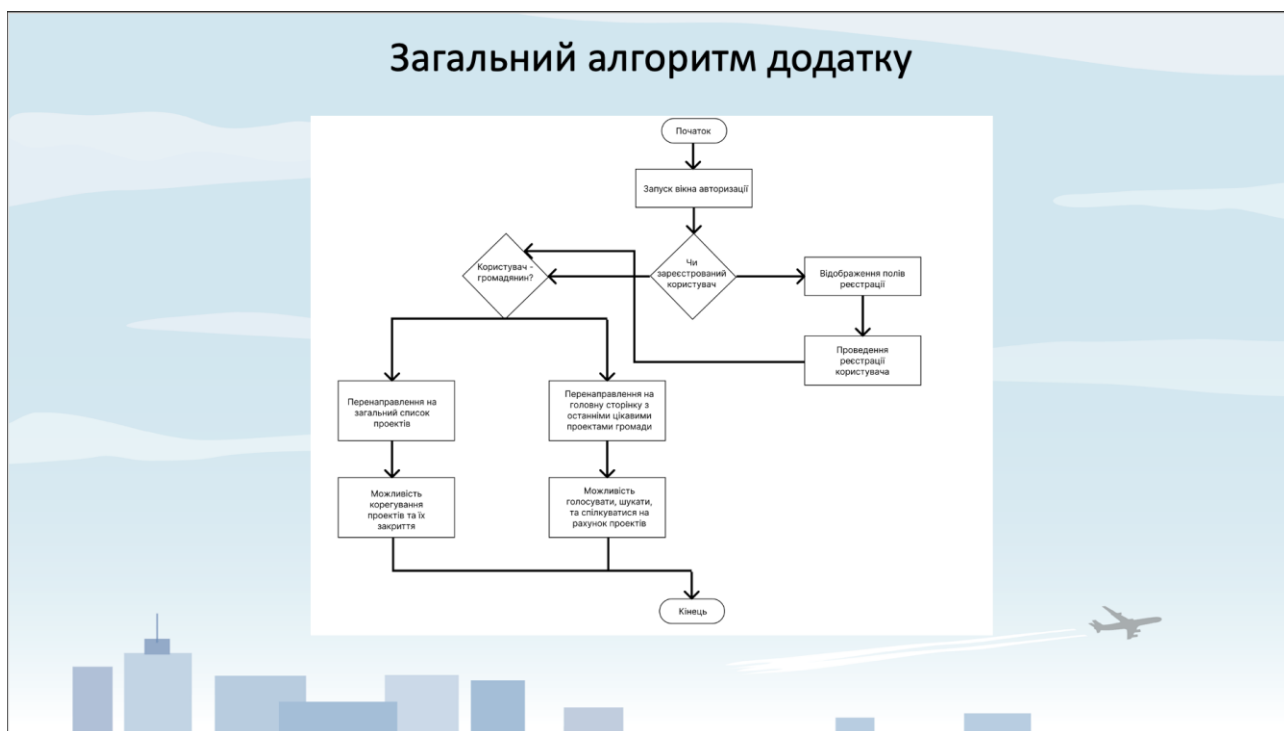 Загальний алгоритм додатку
Початок
Запуск вікна авторизації
Чи
зареєстрований
користувач
Користувач -
громадянин?
Відображення полів
реєстрації
Проведення
реєстрації
користувача
Перенаправлення на
загальний список
проектів
Перенаправлення на
головну сторінку з
останніми цікавими
проектами громади
Можливість
корегування
проектів та їх
закриття
Можливість
голосувати, шукати,
та спілкуватися на
рахунок проектів
Кінець